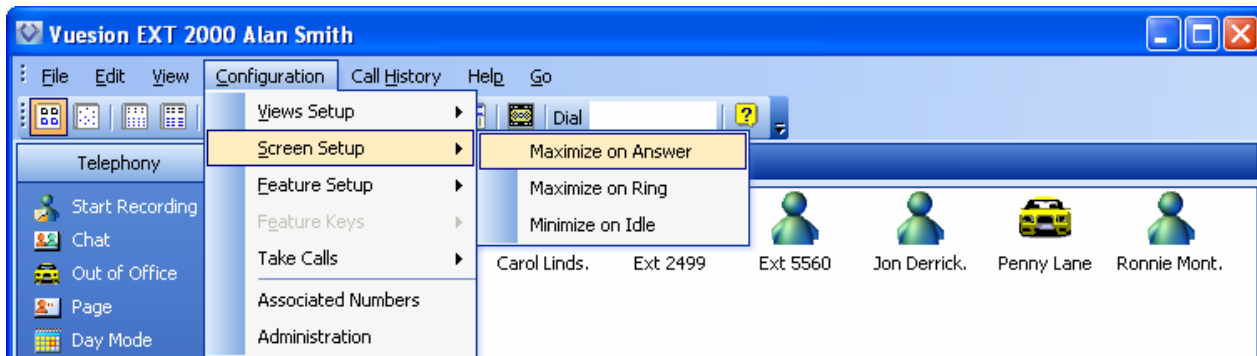 Vuesion EXT 2000 Alan Smith
File Edit View Configuration Call History Help Go
Dial
Views Setup
Screen Setup
Feature Setup
Feature Keys
Take Calls
Associated Numbers
Administration
Maximize on Answer
Maximize on Ring
Minimize on Idle
Telephony
Start Recording
Chat
Out of Office
Page
Day Mode
Carol Linds. Ext 2499 Ext 5560 Jon Derrick. Penny Lane Ronnie Mont.